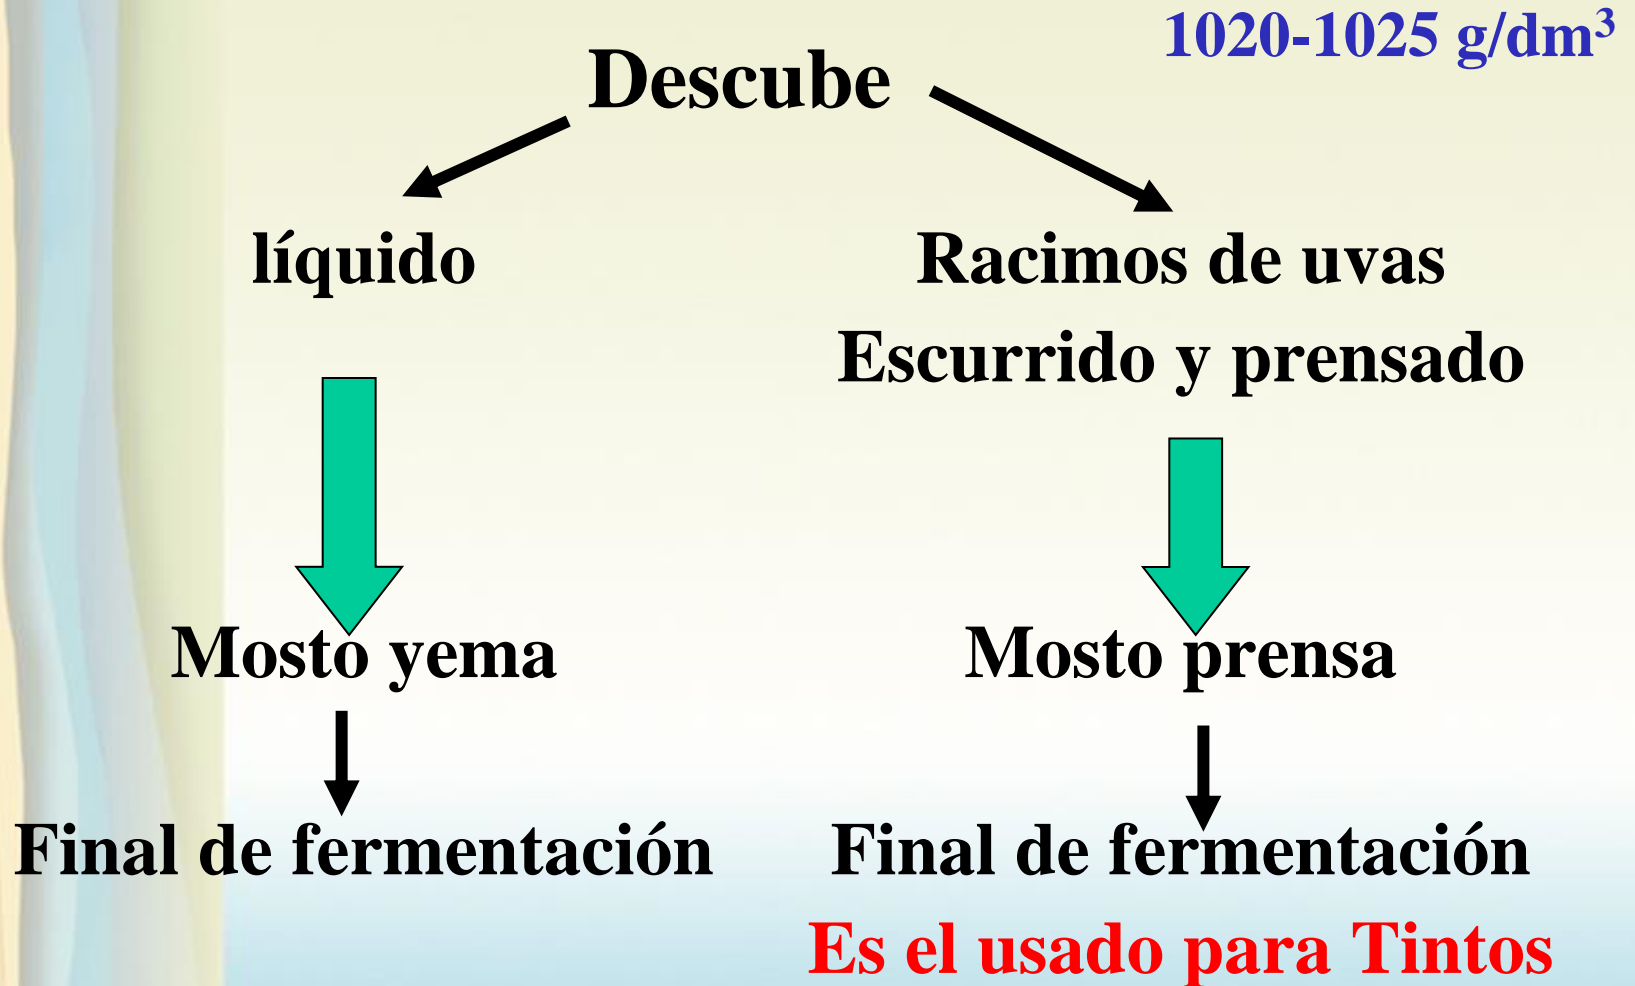 1020-1025 g/dm³
Descube
líquido
Racimos de uvas
Escurrido y prensado
Mosto yema
Mosto prensa
Final de fermentación
Final de fermentación
Es el usado para Tintos